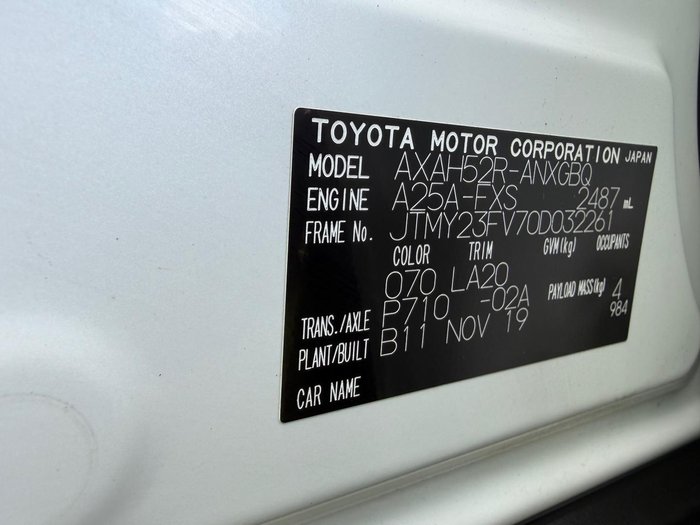 TOYOTA MOTOR CORPORATION JAPAN
MODEL AXAH52R-ANXGBQ
ENGINE A25A-FXS 2487 mL
FRAME No. JTMY23FV70D032261
COLOR TRIM GVM(kg) OCCUPANTS
070 LA20 4
TRANS./AXLE P710 -02A PAYLOAD MASS(kg) 984
PLANT/BUILT B11 NOV 19
CAR NAME